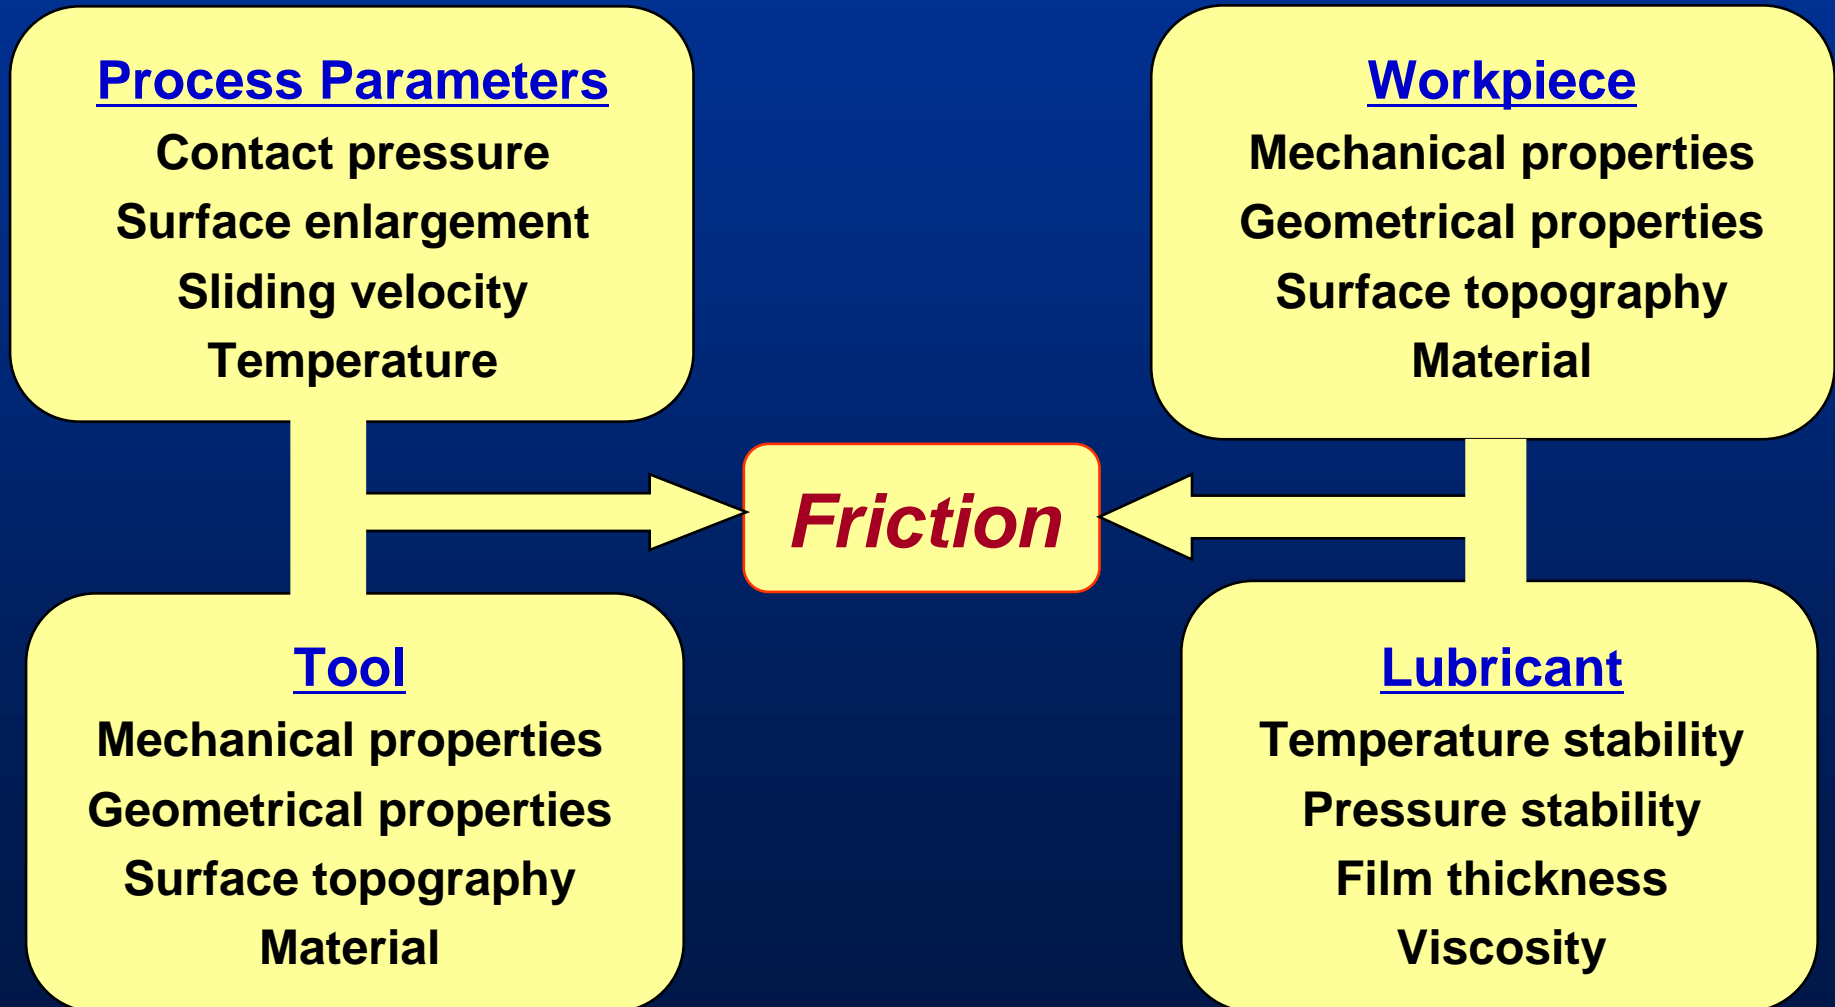 Process Parameters
Contact pressure
Surface enlargement
Sliding velocity
Temperature
Workpiece
Mechanical properties
Geometrical properties
Surface topography
Material
Friction
Tool
Mechanical properties
Geometrical properties
Surface topography
Material
Lubricant
Temperature stability
Pressure stability
Film thickness
Viscosity